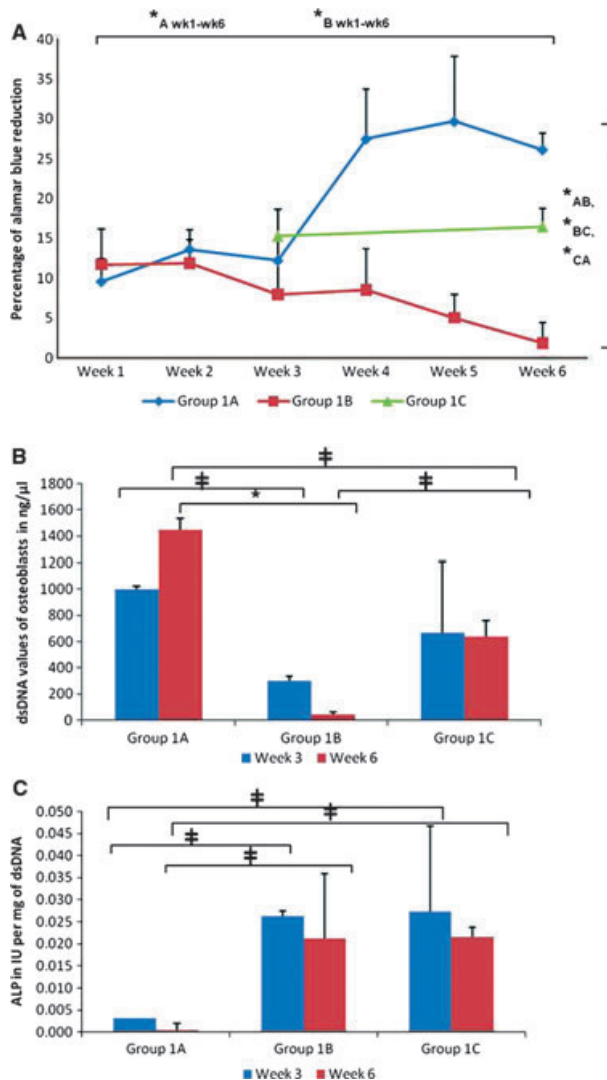 A
*A wk1-wk6 *B wk1-wk6
Percentage of alamar blue reduction
40
35
30
25
20
15
10
5
0
*AB,
*BC,
*CA
Week 1 Week 2 Week 3 Week 4 Week 5 Week 6
Group 1A Group 1B Group 1C
B
ǂ
ǂ ǂ
*
dsDNA values of osteoblasts in ng/µl
1800
1600
1400
1200
1000
800
600
400
200
0
Group 1A Group 1B Group 1C
Week 3 Week 6
C
ǂ
ǂ
ǂ
ǂ
ALP in IU per mg of dsDNA
0.050
0.045
0.040
0.035
0.030
0.025
0.020
0.015
0.010
0.005
0.000
Group 1A Group 1B Group 1C
Week 3 Week 6